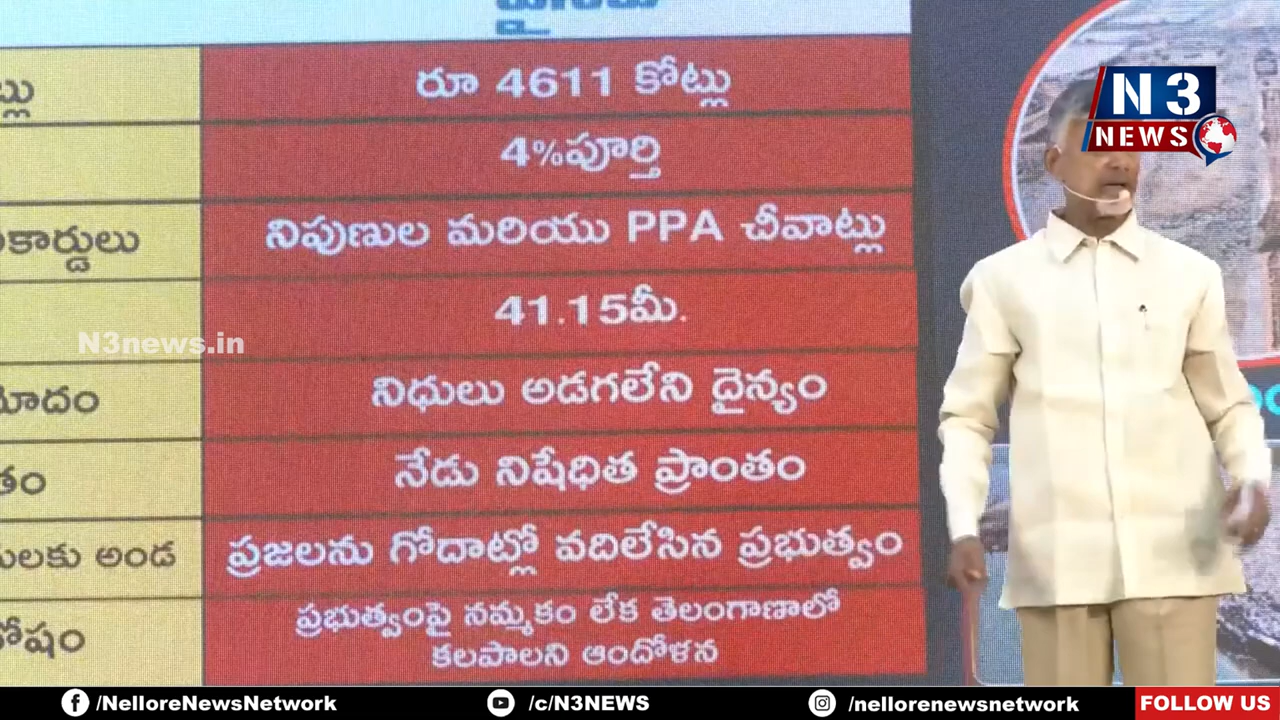 ట్లు
రూ 4611 కోట్లు
4%పూర్తి
నిపుణుల మరియు PPA చీవాట్లు
కార్డులు
41.15మీ.
N3news.in
నిధులు అడగలేని దైన్యం
నేడు నిషేధిత ప్రాంతం
తం
ప్రజలను గోదాట్లో వదిలేసిన ప్రభుత్వం
లకు అండ
ప్రభుత్వంపై నమ్మకం లేక తెలంగాణాలో
కలపాలని ఆందోళన
N3
NEWS
/NelloreNewsNetwork
/c/N3NEWS
/nellorenewsnetwork
FOLLOW US